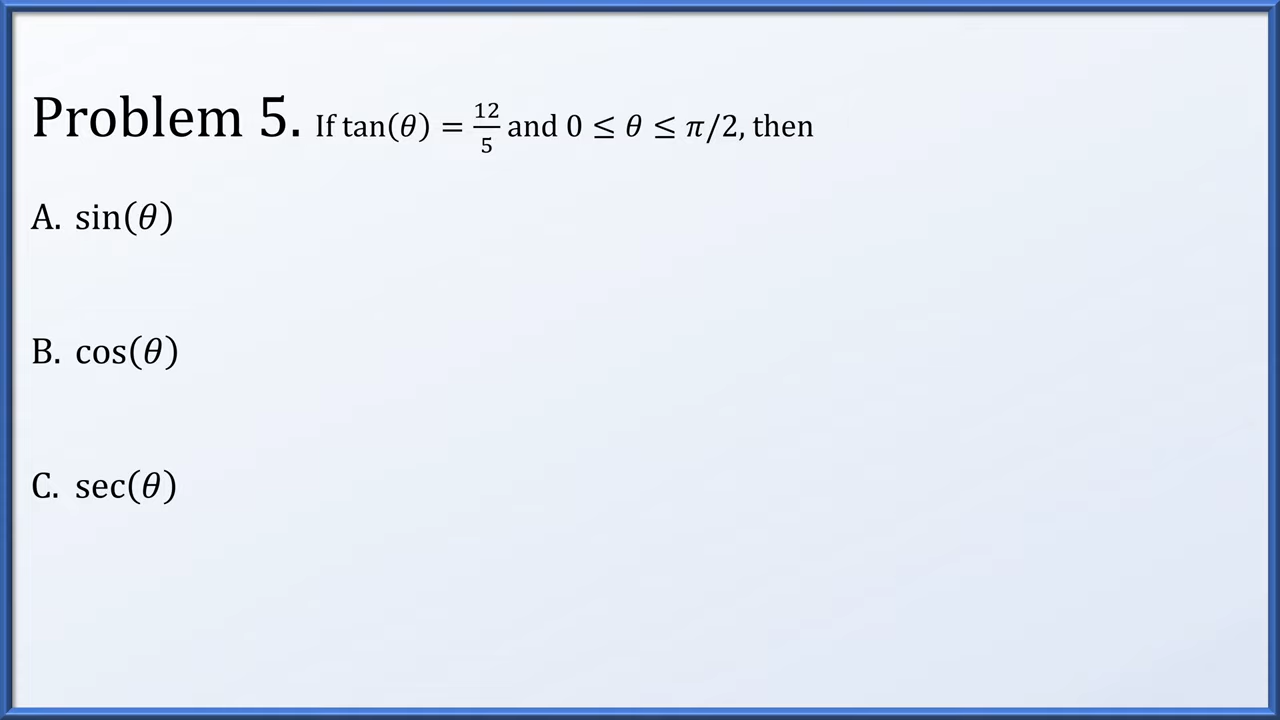 Problem 5. If tan(θ) = 12/5 and 0 ≤ θ ≤ π/2, then
A. sin(θ)
B. cos(θ)
C. sec(θ)